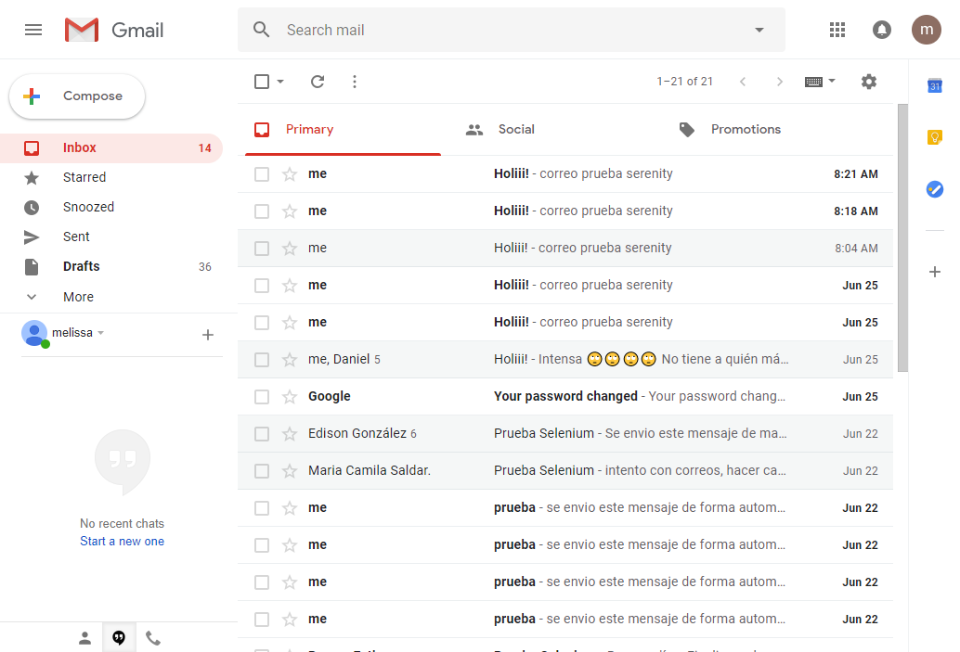 Gmail
Search mail
m
Compose
1–21 of 21
31
Primary
Social
Promotions
Inbox 14
Starred
Snoozed
Sent
Drafts 36
More
melissa
No recent chats
Start a new one
me Holiii! - correo prueba serenity 8:21 AM
me Holiii! - correo prueba serenity 8:18 AM
me Holiii! - correo prueba serenity 8:04 AM
me Holiii! - correo prueba serenity Jun 25
me Holiii! - correo prueba serenity Jun 25
me, Daniel 5 Holiii! - Intensa 🙄🙄🙄🙄 No tiene a quién má... Jun 25
Google Your password changed - Your password chang... Jun 25
Edison González 6 Prueba Selenium - Se envio este mensaje de ma... Jun 22
Maria Camila Saldar. Prueba Selenium - intento con correos, hacer ca... Jun 22
me prueba - se envio este mensaje de forma autom... Jun 22
me prueba - se envio este mensaje de forma autom... Jun 22
me prueba - se envio este mensaje de forma autom... Jun 22
me prueba - se envio este mensaje de forma autom... Jun 22